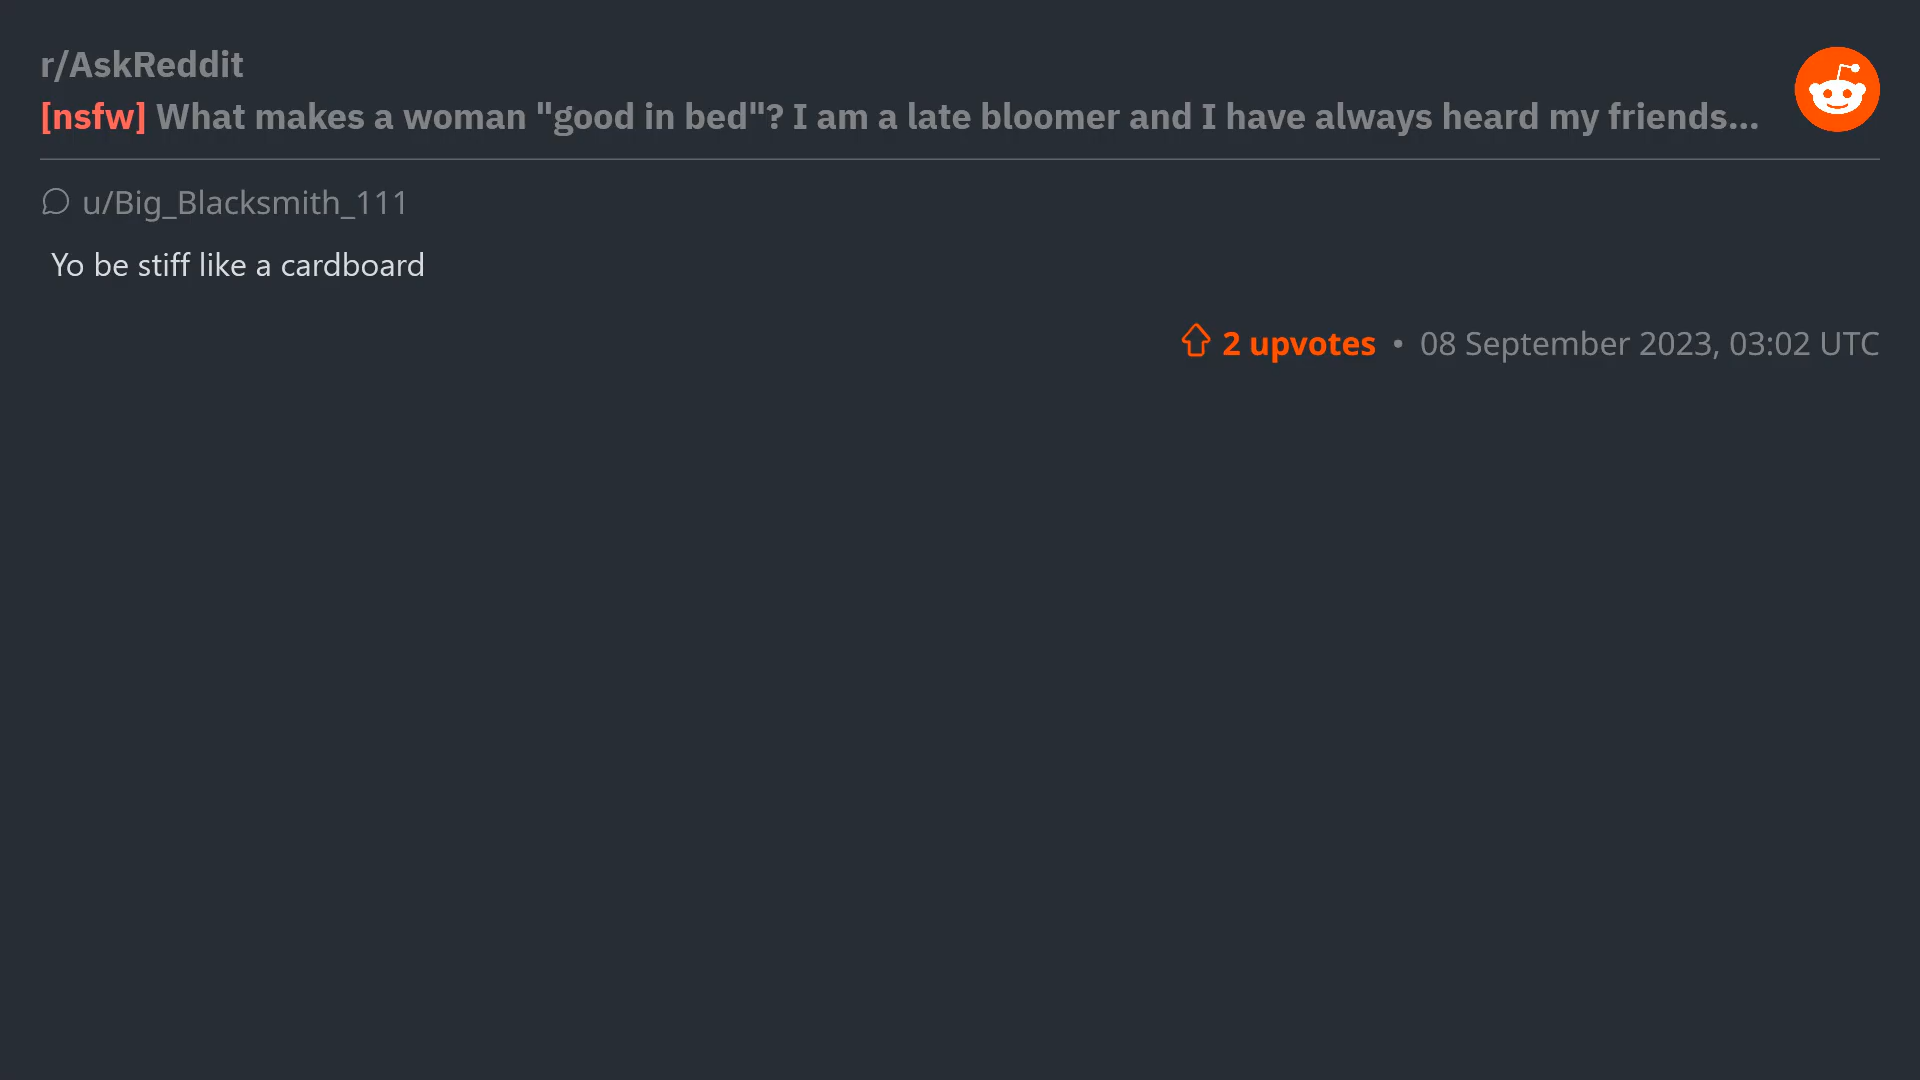 r/AskReddit
[nsfw] What makes a woman "good in bed"? I am a late bloomer and I have always heard my friends...
u/Big_Blacksmith_111
Yo be stiff like a cardboard
2 upvotes • 08 September 2023, 03:02 UTC